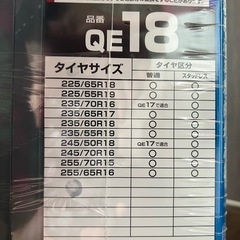 品番
QE18
タイヤサイズ タイヤ区分
普通 スタッドレス
225/65R18 ○ ○
225/55R19 ○ ○
235/70R16 QE17で適合 ○
235/65R17 ○ ○
235/60R18 ○ ○
235/55R19 ○ ○
245/50R18 QE17で適合 ○
245/70R16 ○ ○
255/70R15 ○ ○
255/65R16 ○ ○